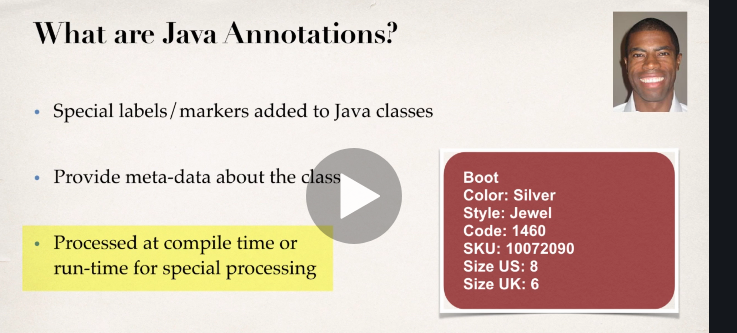 What are Java Annotations?
• Special labels/markers added to Java classes
• Provide meta-data about the class
• Processed at compile time or
run-time for special processing
Boot
Color: Silver
Style: Jewel
Code: 1460
SKU: 10072090
Size US: 8
Size UK: 6